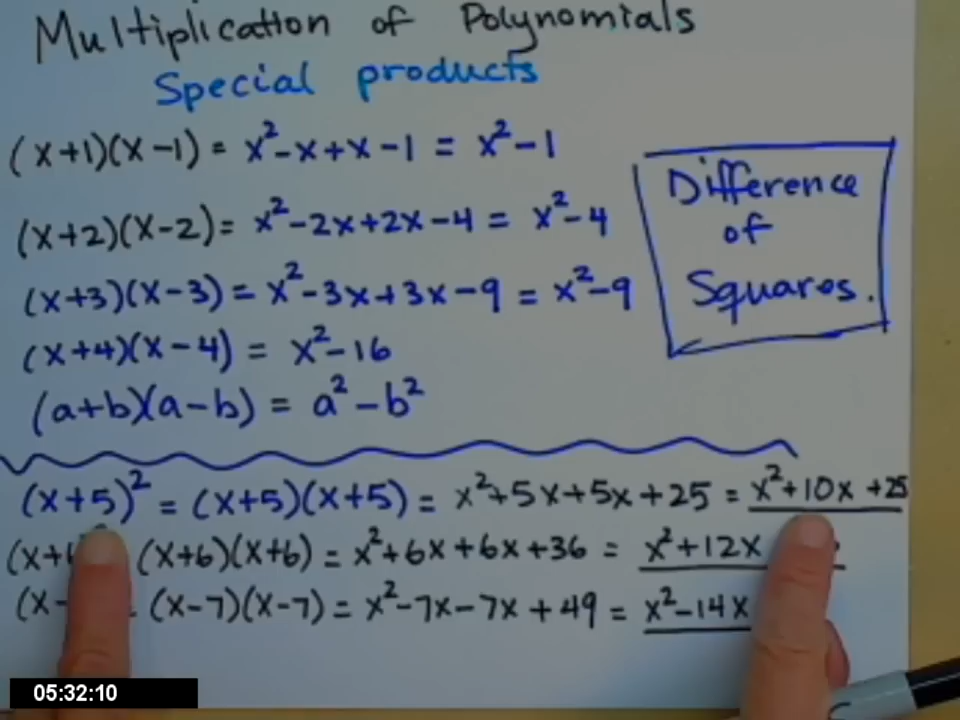 Multiplication of Polynomials
Special products
(x+1)(x-1) = x²-x+x-1 = x²-1
(x+2)(x-2) = x²-2x+2x-4 = x²-4
(x+3)(x-3) = x²-3x+3x-9 = x²-9
(x+4)(x-4) = x²-16
(a+b)(a-b) = a²-b²
Difference
of
Squares.
(x+5)² = (x+5)(x+5) = x²+5x+5x+25 = x²+10x+25
(x+ (x+6)(x+6) = x²+6x+6x+36 = x²+12x
(x- (x-7)(x-7) = x²-7x-7x+49 = x²-14x
05:32:10